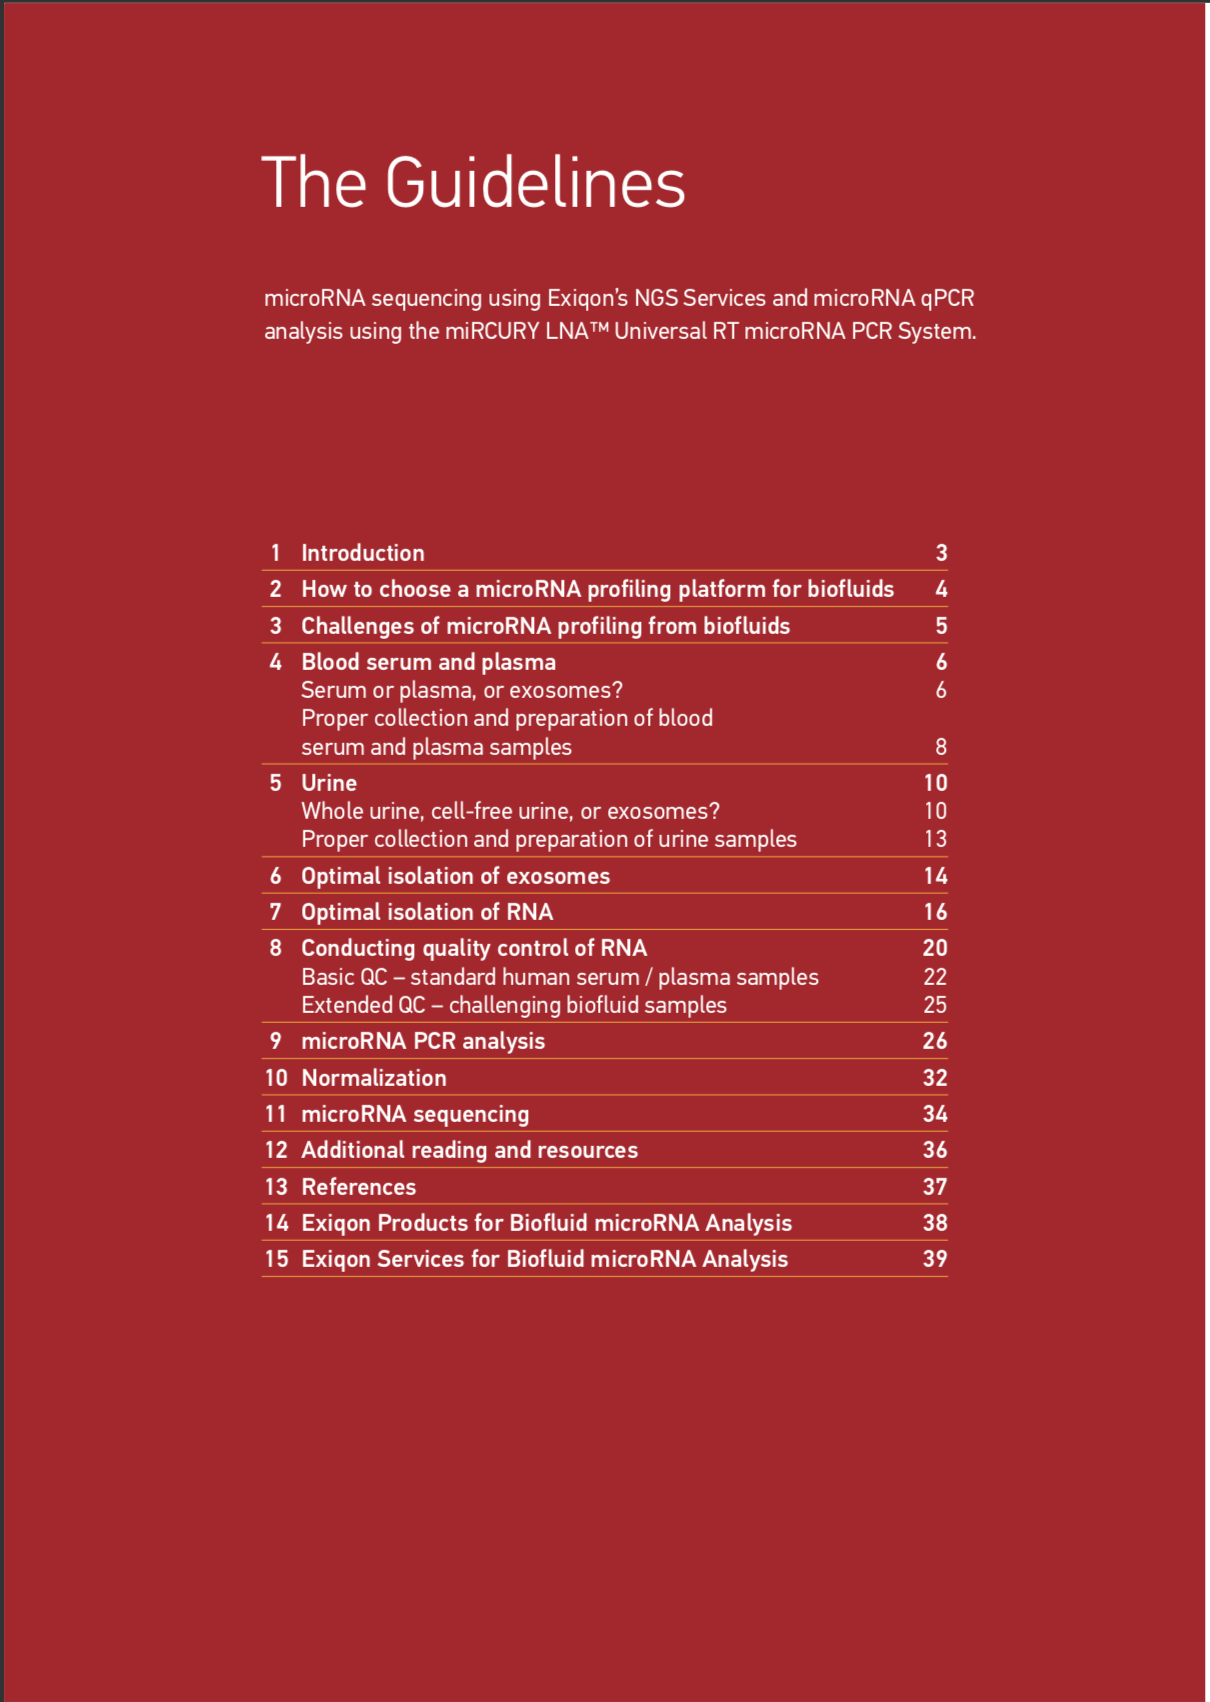 The Guidelines
microRNA sequencing using Exiqon's NGS Services and microRNA qPCR
analysis using the miRCURY LNA™ Universal RT microRNA PCR System.
1 Introduction 3
2 How to choose a microRNA profiling platform for biofluids 4
3 Challenges of microRNA profiling from biofluids 5
4 Blood serum and plasma 6
Serum or plasma, or exosomes? 6
Proper collection and preparation of blood
serum and plasma samples 8
5 Urine 10
Whole urine, cell-free urine, or exosomes? 10
Proper collection and preparation of urine samples 13
6 Optimal isolation of exosomes 14
7 Optimal isolation of RNA 16
8 Conducting quality control of RNA 20
Basic QC – standard human serum / plasma samples 22
Extended QC – challenging biofluid samples 25
9 microRNA PCR analysis 26
10 Normalization 32
11 microRNA sequencing 34
12 Additional reading and resources 36
13 References 37
14 Exiqon Products for Biofluid microRNA Analysis 38
15 Exiqon Services for Biofluid microRNA Analysis 39